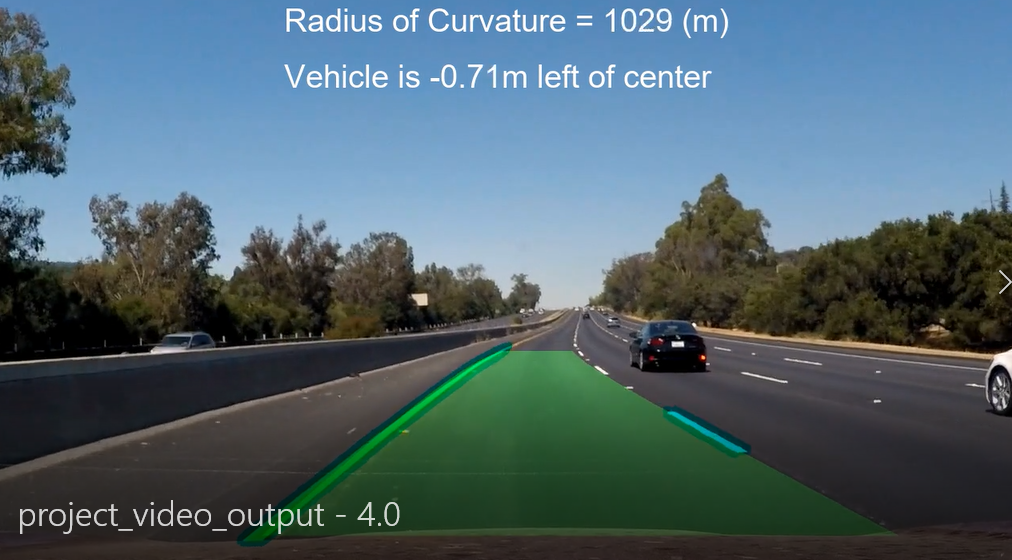 Radius of Curvature = 1029 (m)
Vehicle is -0.71m left of center
project_video_output - 4.0